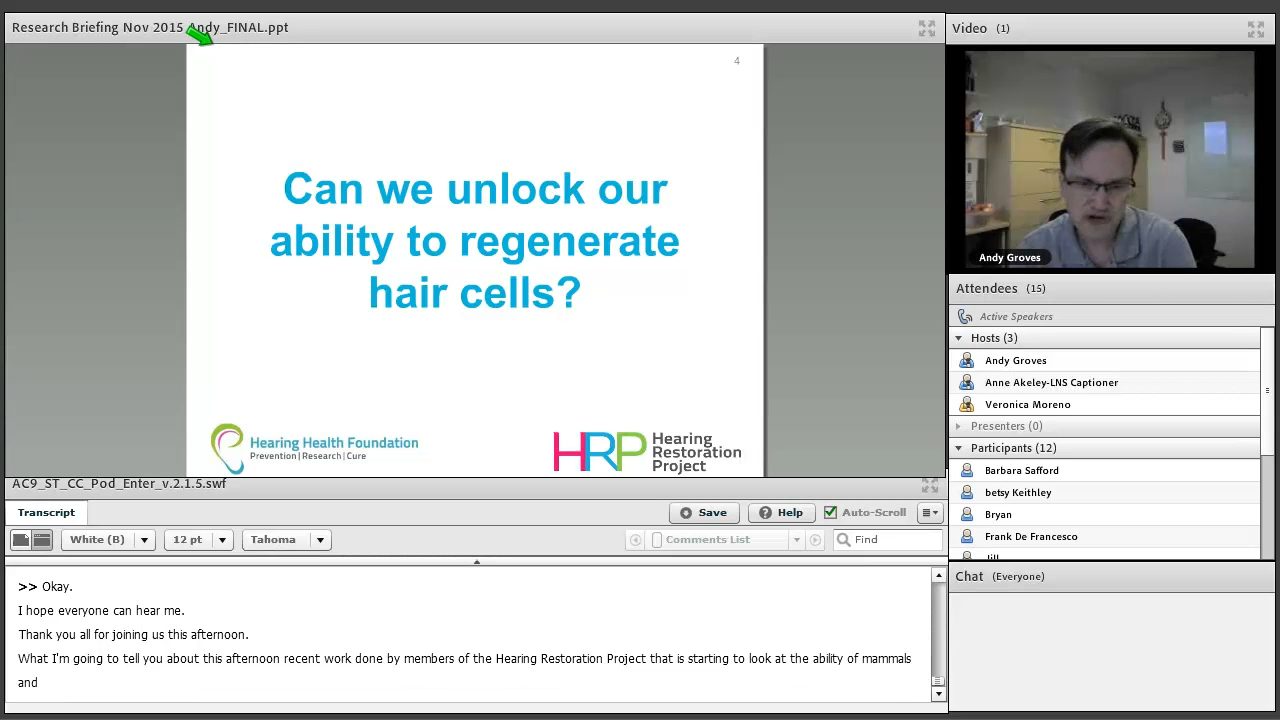 Research Briefing Nov 2015 Andy_FINAL.ppt
4
Can we unlock our
ability to regenerate
hair cells?
Hearing Health Foundation
Prevention | Research | Cure
HRP Hearing
Restoration
Project
Video (1)
Andy Groves
Attendees (15)
Active Speakers
Hosts (3)
Andy Groves
Anne Akeley-LNS Captioner
Veronica Moreno
Presenters (0)
Participants (12)
Barbara Safford
betsy Keithley
Bryan
Frank De Francesco
Jill
Chat (Everyone)
AC9_ST_CC_Pod_Enter_v.2.1.5.swf
Transcript
Save
Help
Auto-Scroll
White (B)
12 pt
Tahoma
Comments List
Find
>> Okay.
I hope everyone can hear me.
Thank you all for joining us this afternoon.
What I'm going to tell you about this afternoon recent work done by members of the Hearing Restoration Project that is starting to look at the ability of mammals
and